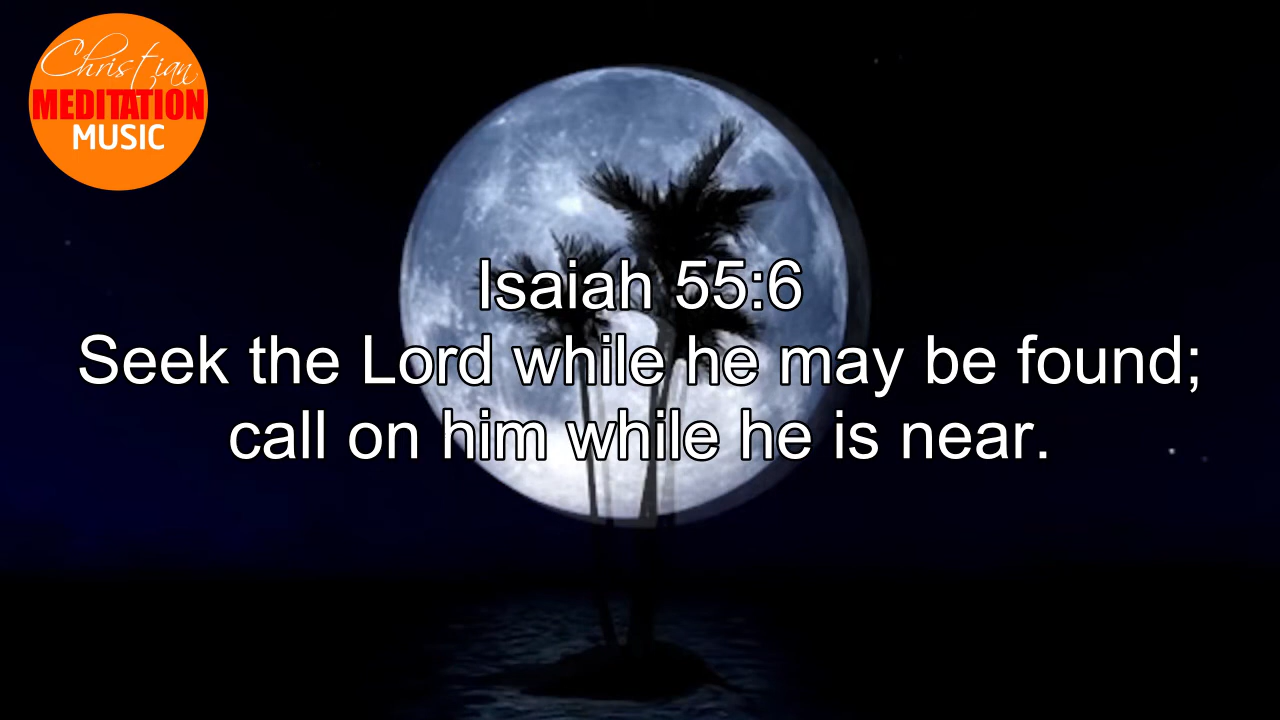 Christian
MEDITATION
MUSIC
Isaiah 55:6
Seek the Lord while he may be found;
call on him while he is near.